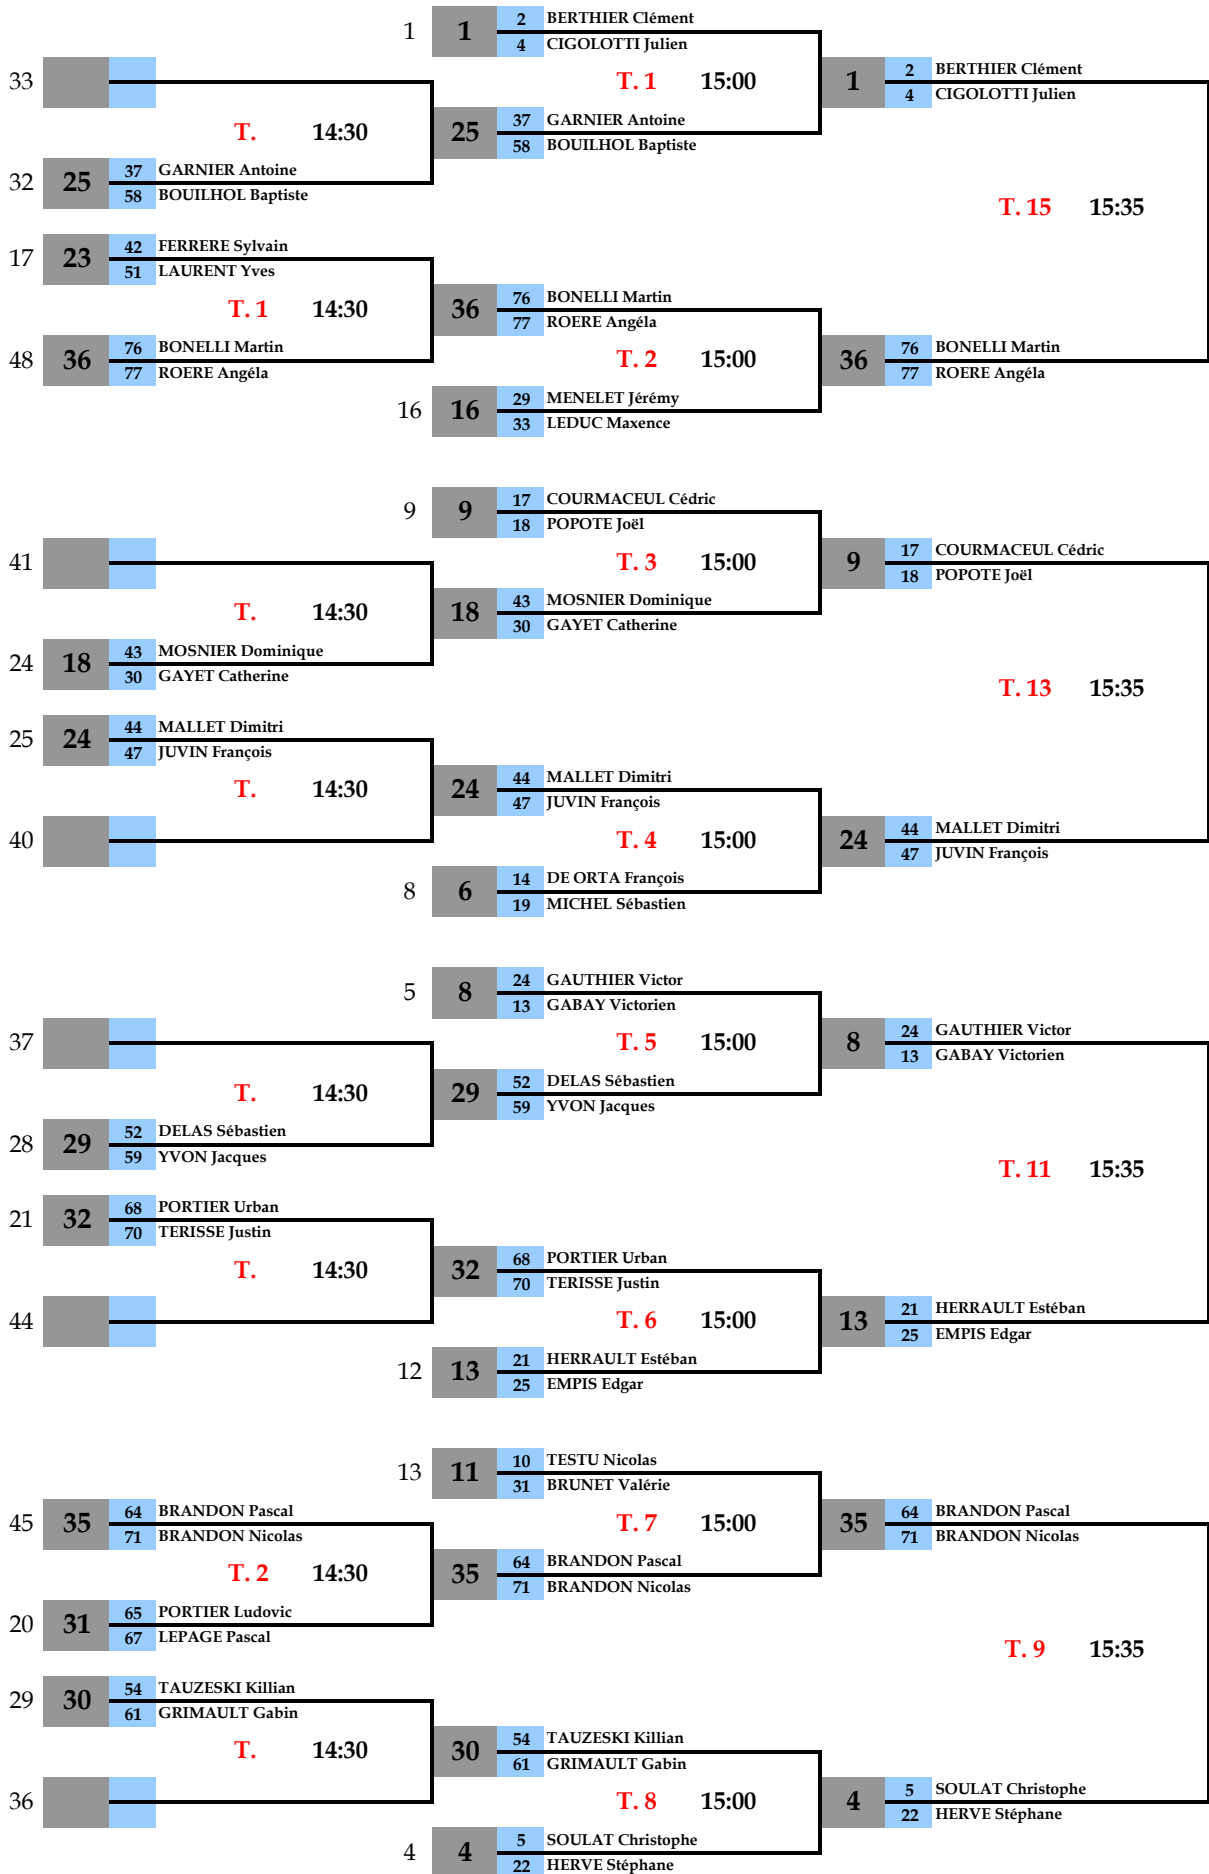 1 1 2 BERTHIER Clément
4 CIGOLOTTI Julien
33 T. 1 15:00 1 2 BERTHIER Clément
4 CIGOLOTTI Julien
T. 14:30 25 37 GARNIER Antoine
58 BOUILHOL Baptiste
32 25 37 GARNIER Antoine
58 BOUILHOL Baptiste
T. 15 15:35
17 23 42 FERRERE Sylvain
51 LAURENT Yves
T. 1 14:30 36 76 BONELLI Martin
77 ROERE Angéla
48 36 76 BONELLI Martin T. 2 15:00 36 76 BONELLI Martin
77 ROERE Angéla 77 ROERE Angéla
16 16 29 MENELET Jérémy
33 LEDUC Maxence
9 9 17 COURMACEUL Cédric
18 POPOTE Joël
41 T. 3 15:00 9 17 COURMACEUL Cédric
18 POPOTE Joël
T. 14:30 18 43 MOSNIER Dominique
30 GAYET Catherine
24 18 43 MOSNIER Dominique
30 GAYET Catherine
T. 13 15:35
25 24 44 MALLET Dimitri
47 JUVIN François
T. 14:30 24 44 MALLET Dimitri
47 JUVIN François
40 T. 4 15:00 24 44 MALLET Dimitri
47 JUVIN François
8 6 14 DE ORTA François
19 MICHEL Sébastien
5 8 24 GAUTHIER Victor
13 GABAY Victorien
37 T. 5 15:00 8 24 GAUTHIER Victor
13 GABAY Victorien
T. 14:30 29 52 DELAS Sébastien
59 YVON Jacques
28 29 52 DELAS Sébastien
59 YVON Jacques
T. 11 15:35
21 32 68 PORTIER Urban
70 TERISSE Justin
T. 14:30 32 68 PORTIER Urban
70 TERISSE Justin
44 T. 6 15:00 13 21 HERRAULT Estéban
25 EMPIS Edgar
12 13 21 HERRAULT Estéban
25 EMPIS Edgar
13 11 10 TESTU Nicolas
31 BRUNET Valérie
45 35 64 BRANDON Pascal T. 7 15:00 35 64 BRANDON Pascal
71 BRANDON Nicolas 71 BRANDON Nicolas
T. 2 14:30 35 64 BRANDON Pascal
71 BRANDON Nicolas
20 31 65 PORTIER Ludovic
67 LEPAGE Pascal
T. 9 15:35
29 30 54 TAUZESKI Killian
61 GRIMAULT Gabin
T. 14:30 30 54 TAUZESKI Killian
61 GRIMAULT Gabin
36 T. 8 15:00 4 5 SOULAT Christophe
22 HERVE Stéphane
4 4 5 SOULAT Christophe
22 HERVE Stéphane